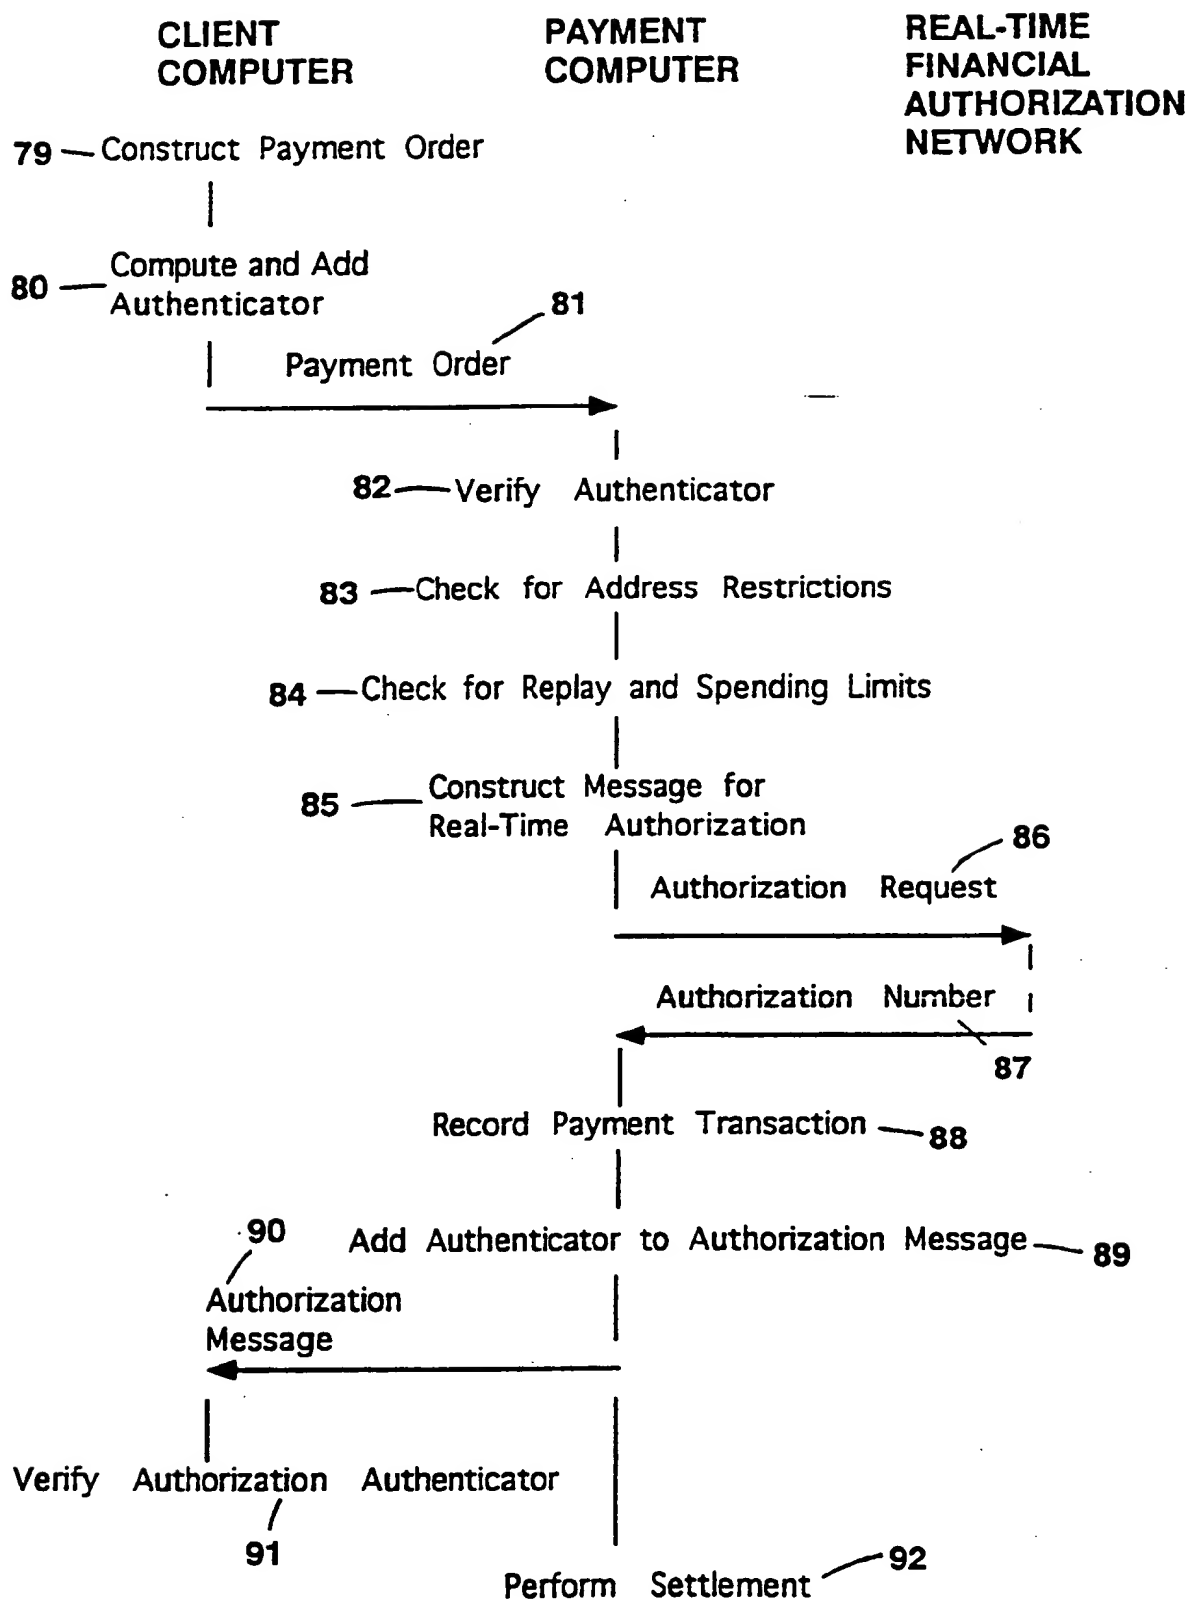 CLIENT
COMPUTER
PAYMENT
COMPUTER
REAL-TIME
FINANCIAL
AUTHORIZATION
NETWORK
79 Construct Payment Order
80
Compute and Add
Authenticator
81
Payment Order
82 Verify Authenticator
83 Check for Address Restrictions
84 Check for Replay and Spending Limits
85
Construct Message for
Real-Time Authorization
86
Authorization Request
Authorization Number
87
Record Payment Transaction 88
Add Authenticator to Authorization Message 89
90
Authorization
Message
Verify Authorization Authenticator
91
92
Perform Settlement